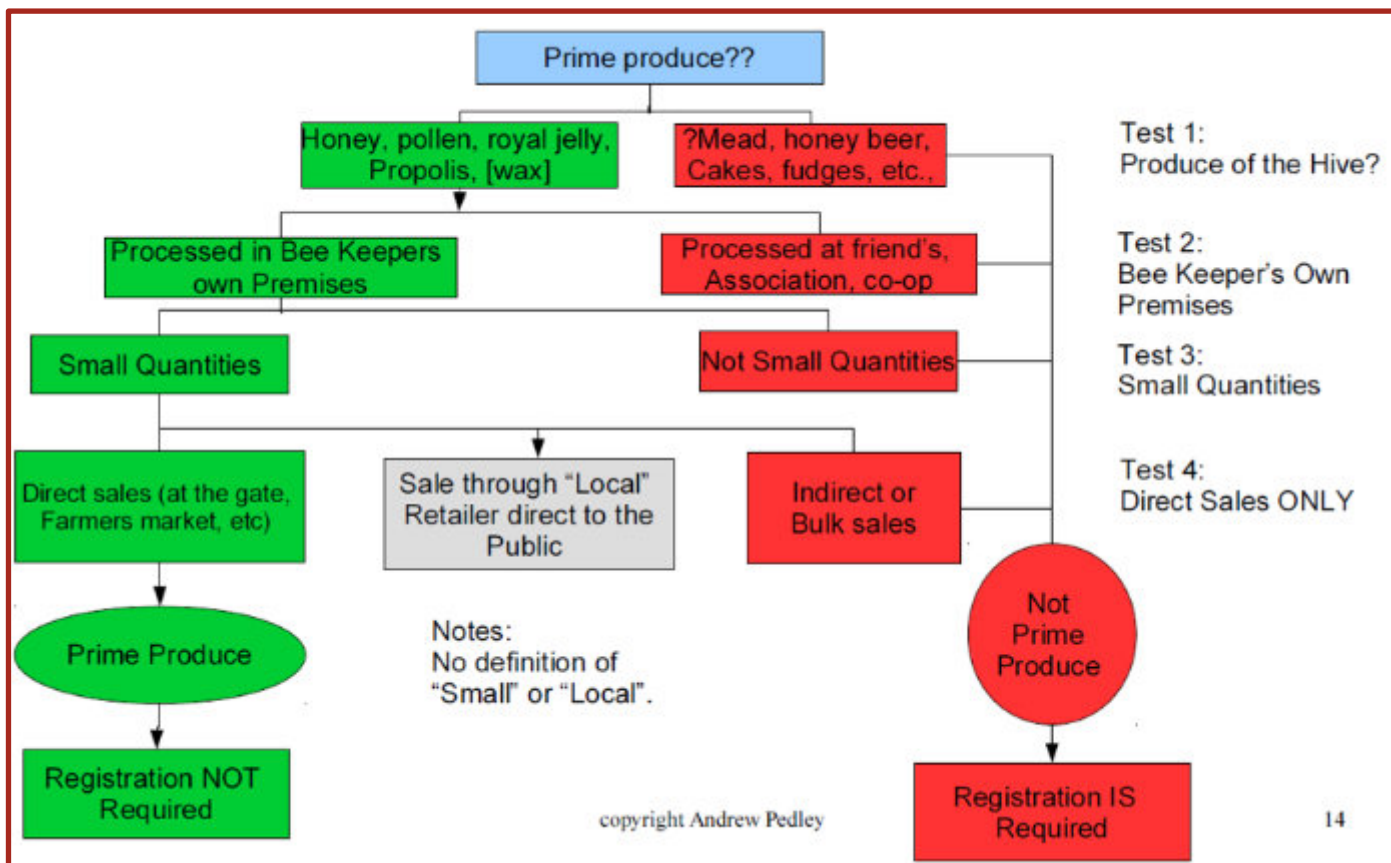 Prime produce??
Honey, pollen, royal jelly,
Propolis, [wax]
?Mead, honey beer,
Cakes, fudges, etc.,
Test 1:
Produce of the Hive?
Processed in Bee Keepers
own Premises
Processed at friend's,
Association, co-op
Test 2:
Bee Keeper's Own
Premises
Small Quantities
Not Small Quantities
Test 3:
Small Quantities
Direct sales (at the gate,
Farmers market, etc)
Sale through “Local”
Retailer direct to the
Public
Indirect or
Bulk sales
Test 4:
Direct Sales ONLY
Prime Produce
Notes:
No definition of
“Small” or “Local”.
Not
Prime
Produce
Registration NOT
Required
Registration IS
Required
copyright Andrew Pedley
14